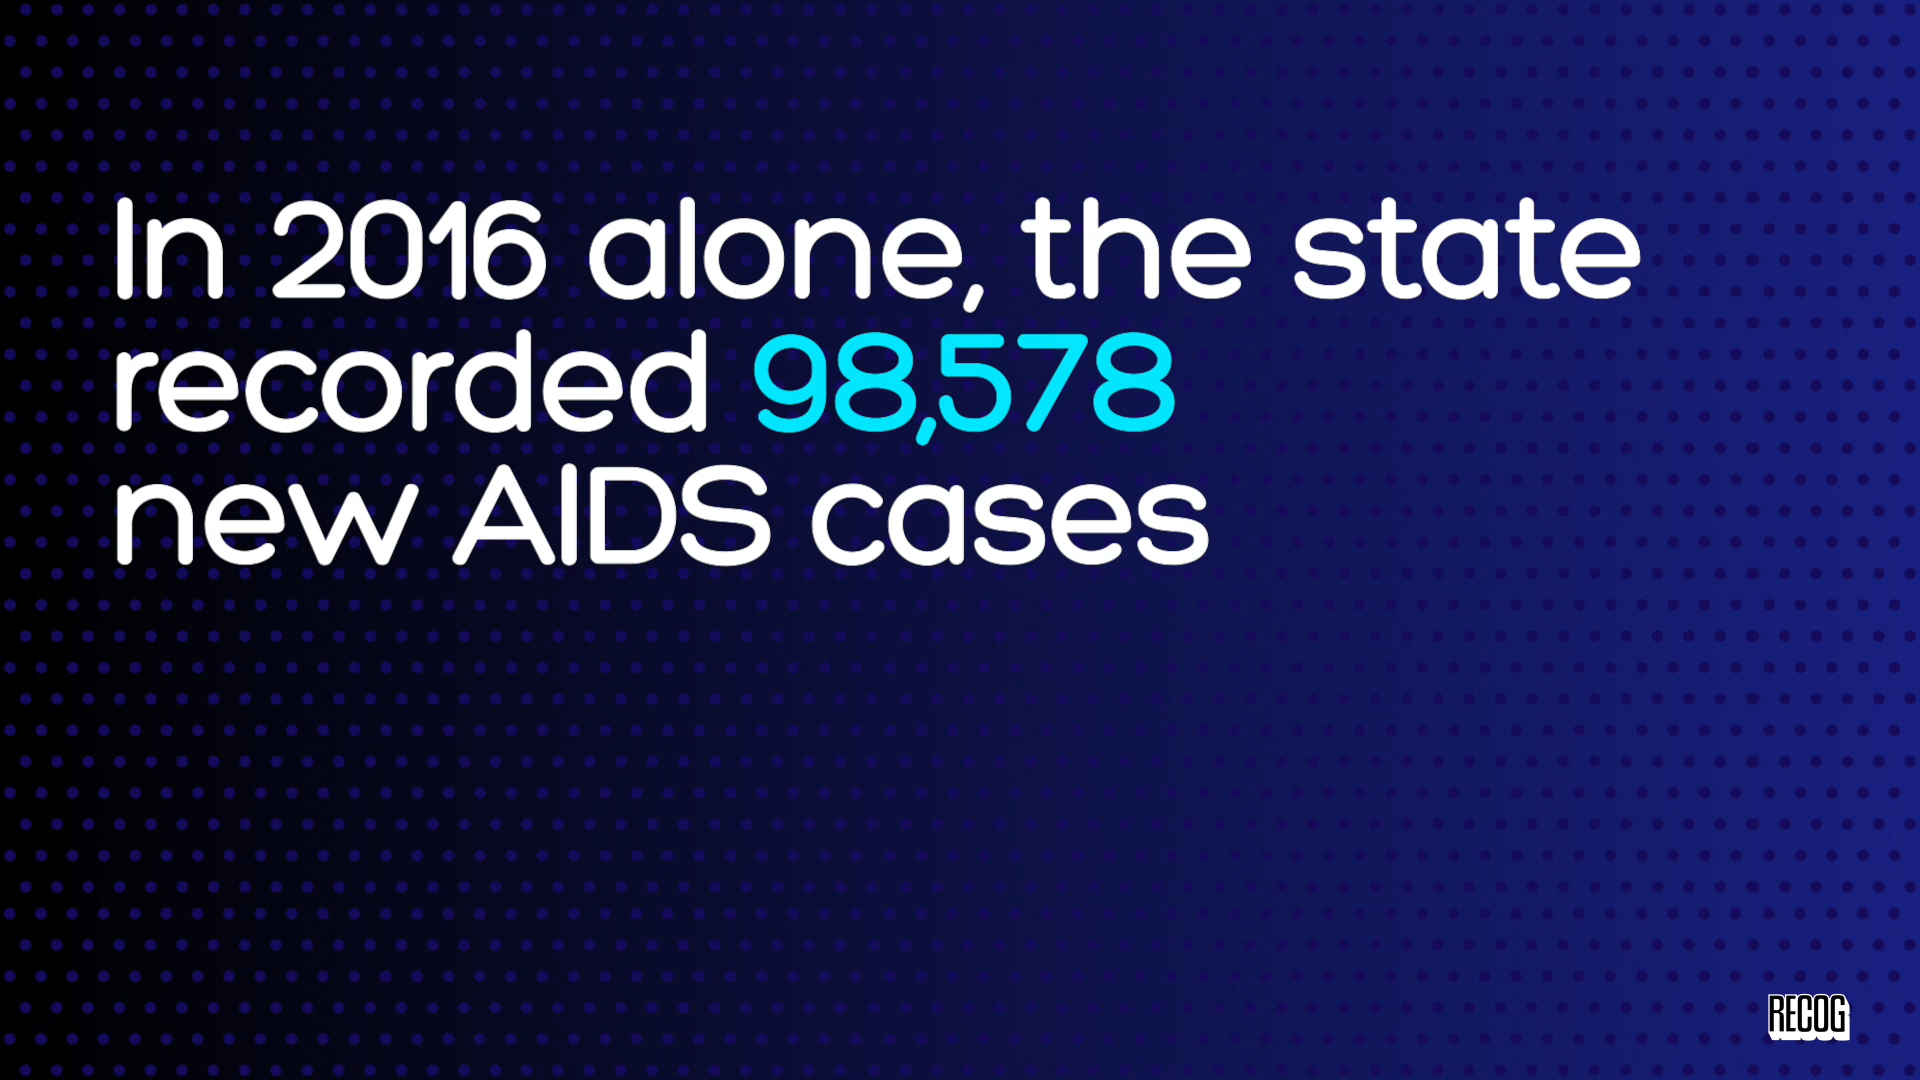 In 2016 alone, the state
recorded 98,578
new AIDS cases
RECOG